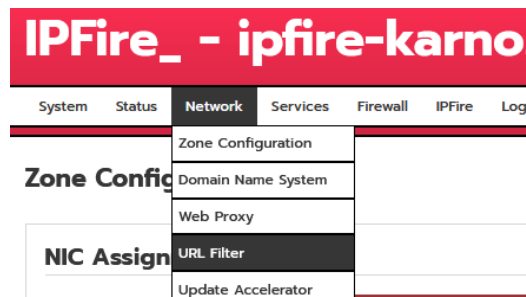 IPFire_ - ipfire-karno
System Status Network Services Firewall IPFire Log
Zone Configuration
Domain Name System
Web Proxy
URL Filter
Update Accelerator
Zone Config
NIC Assign